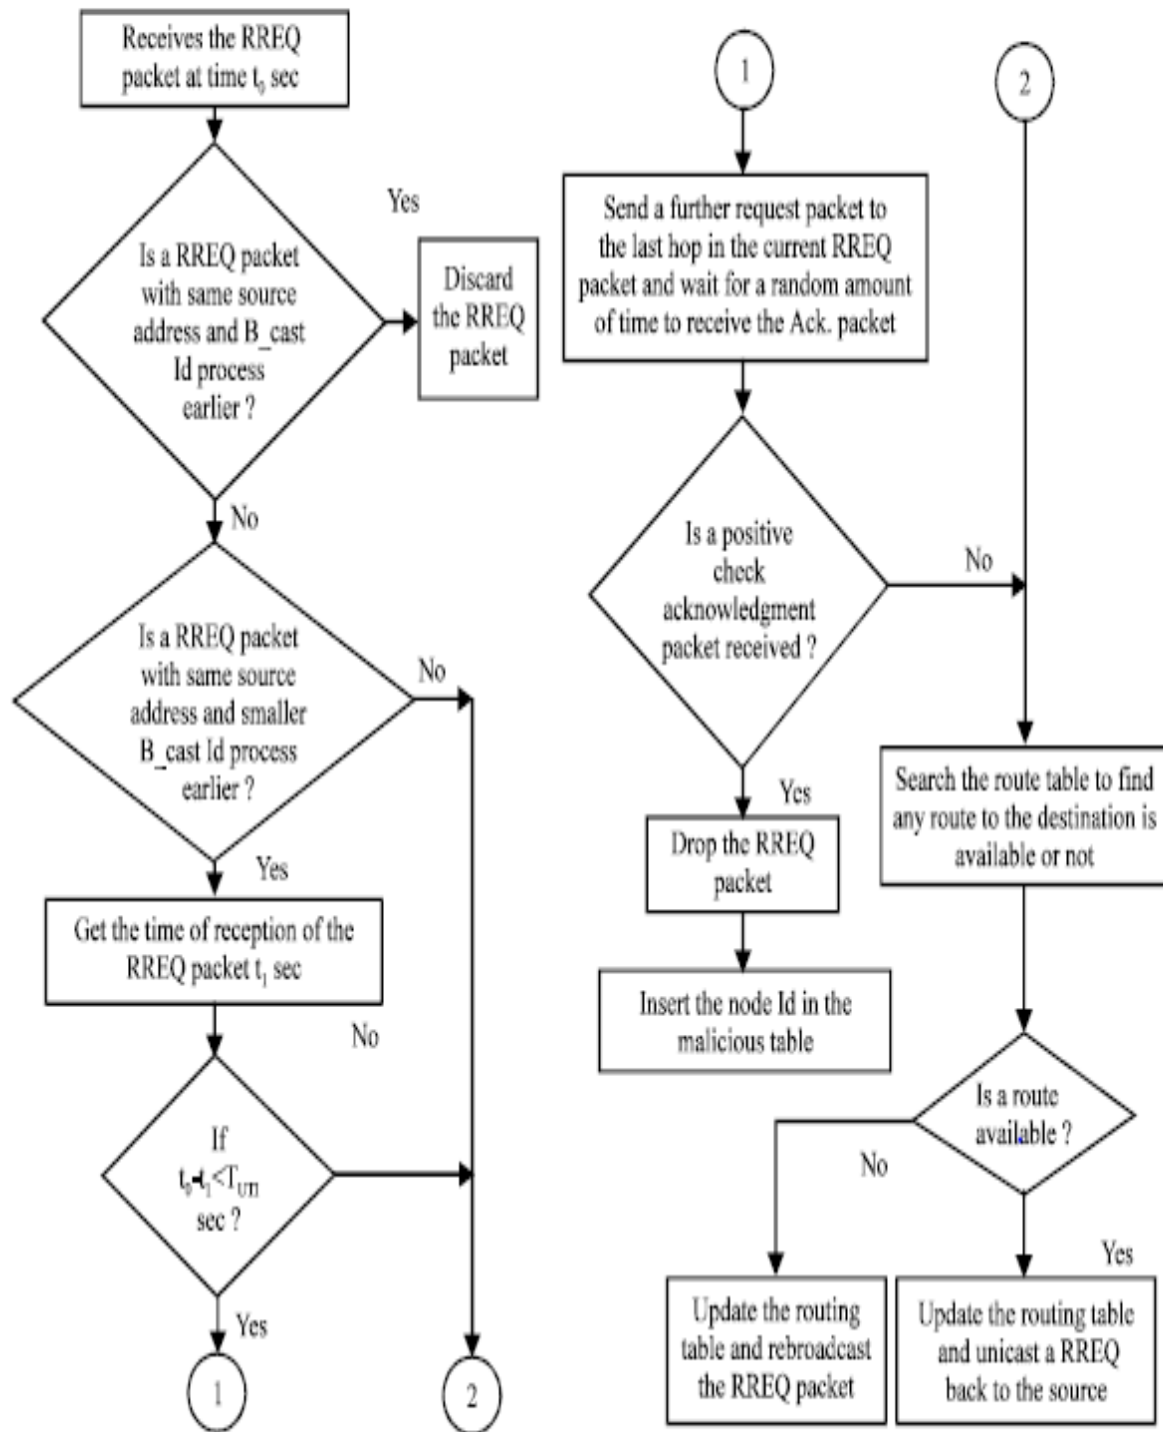 Receives the RREQ
packet at time t₀ sec
Yes
Is a RREQ packet
with same source
address and B_cast
Id process
earlier ?
Discard
the RREQ
packet
No
Is a RREQ packet
with same source
address and smaller
B_cast Id process
earlier ?
No
Yes
Get the time of reception of the
RREQ packet t₁ sec
No
If
t₀-t₁<T
sec ?
Yes
1
2
1
Send a further request packet to
the last hop in the current RREQ
packet and wait for a random amount
of time to receive the Ack. packet
Is a positive
check
acknowledgment
packet received ?
No
Yes
Drop the RREQ
packet
Insert the node Id in the
malicious table
2
Search the route table to find
any route to the destination is
available or not
Is a route
available ?
No
Yes
Update the routing
table and rebroadcast
the RREQ packet
Update the routing table
and unicast a RREQ
back to the source